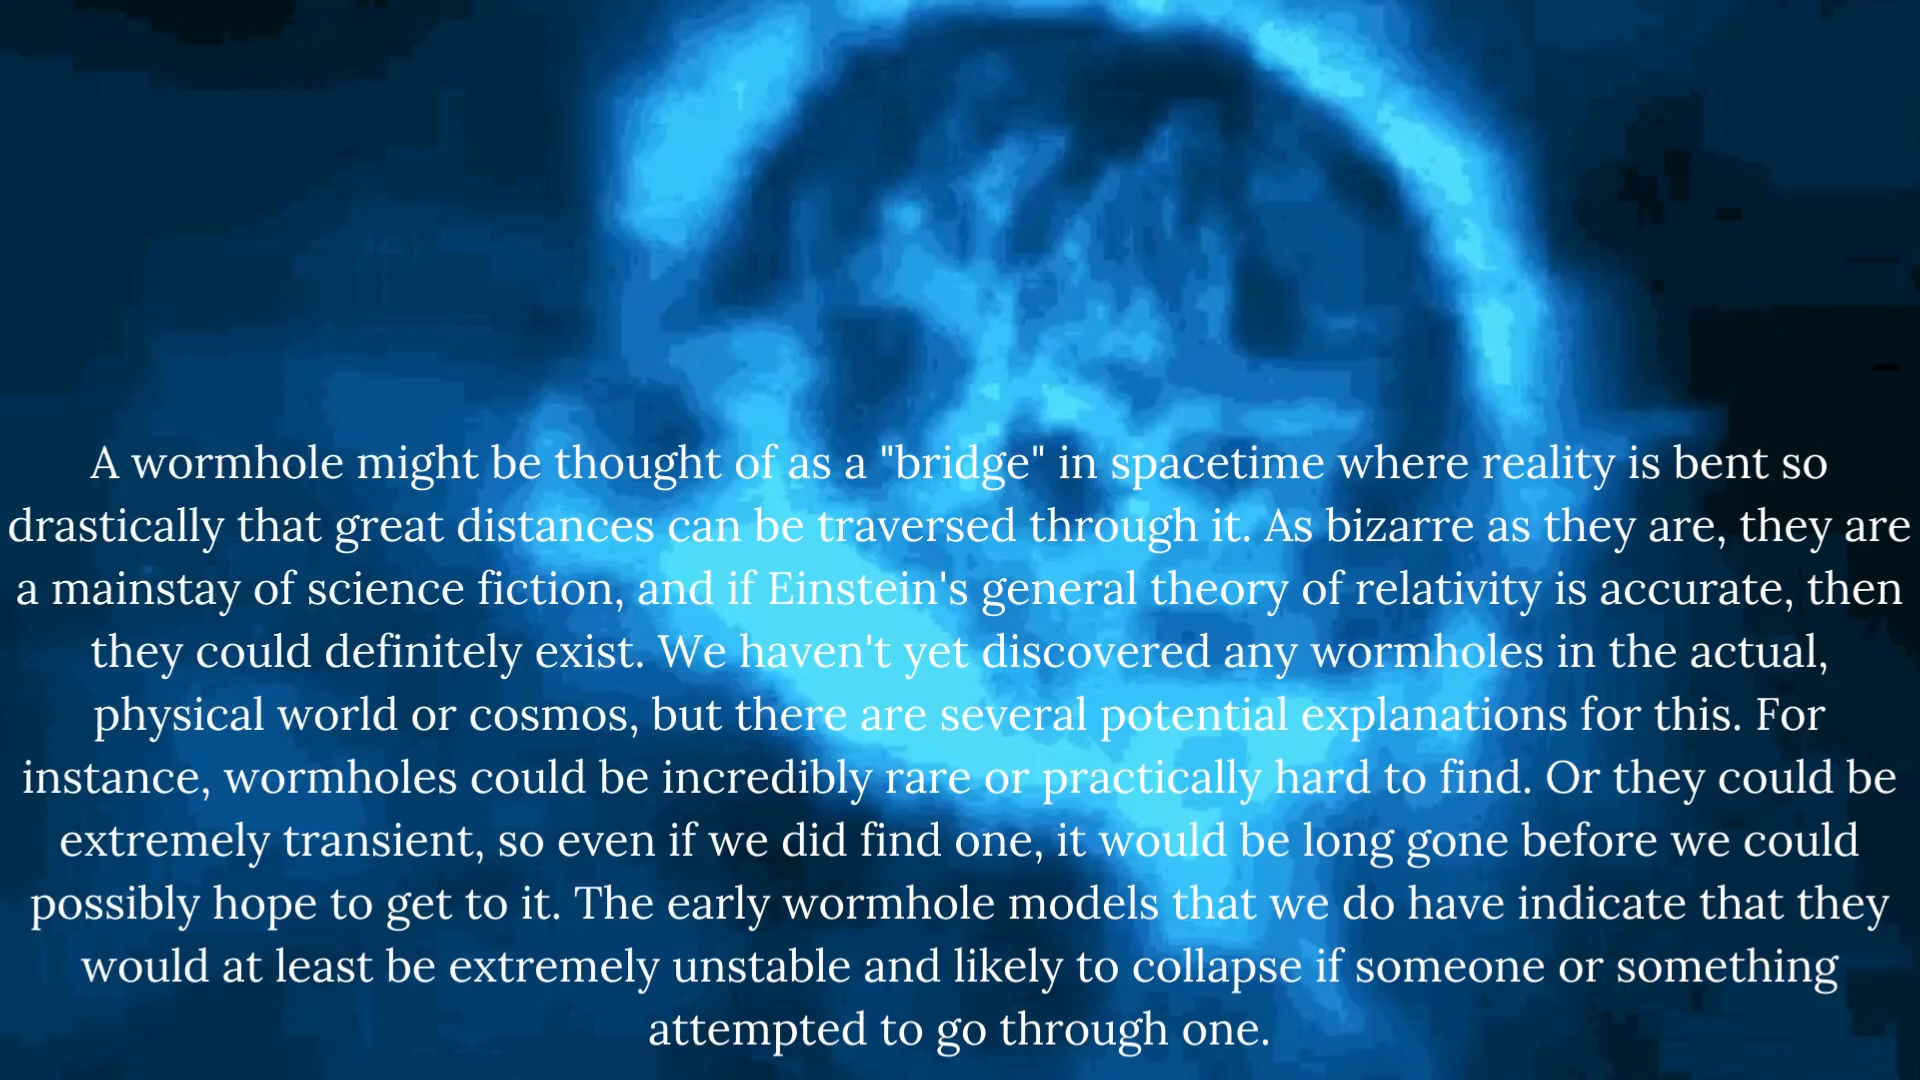 A wormhole might be thought of as a "bridge" in spacetime where reality is bent so
drastically that great distances can be traversed through it. As bizarre as they are, they are
a mainstay of science fiction, and if Einstein's general theory of relativity is accurate, then
they could definitely exist. We haven't yet discovered any wormholes in the actual,
physical world or cosmos, but there are several potential explanations for this. For
instance, wormholes could be incredibly rare or practically hard to find. Or they could be
extremely transient, so even if we did find one, it would be long gone before we could
possibly hope to get to it. The early wormhole models that we do have indicate that they
would at least be extremely unstable and likely to collapse if someone or something
attempted to go through one.